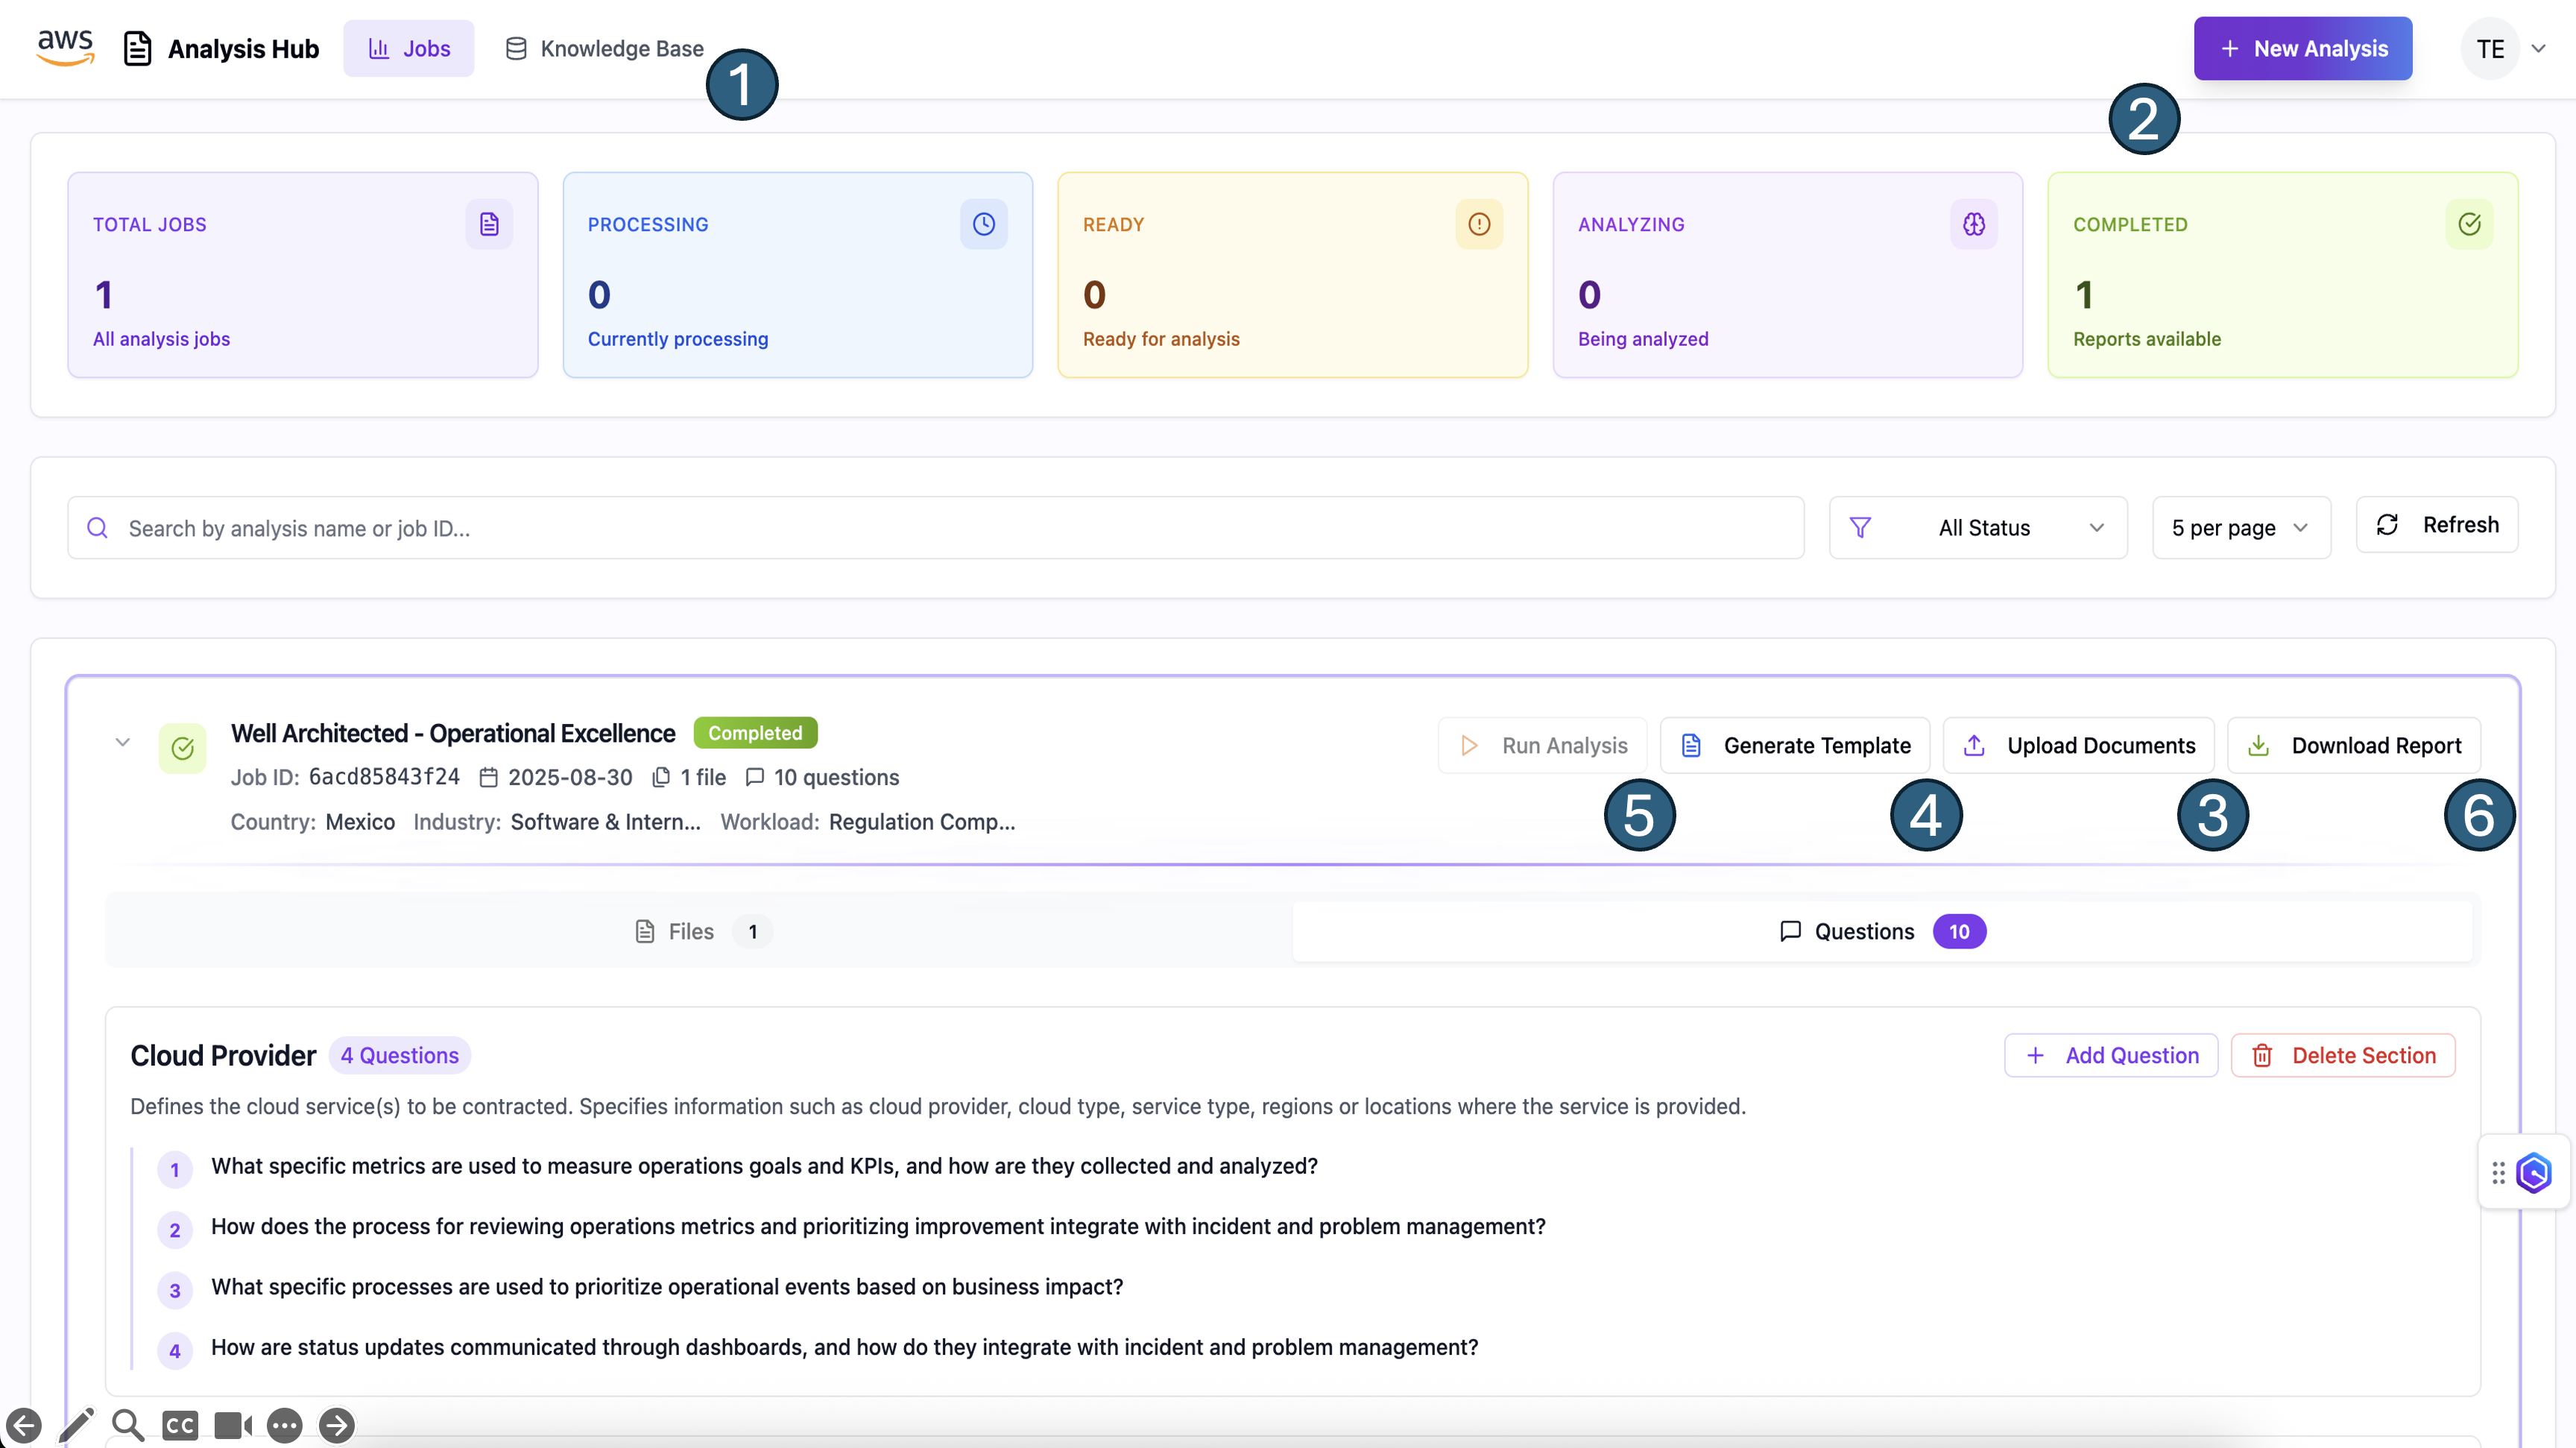 aws Analysis Hub Jobs Knowledge Base + New Analysis TE
1
2
TOTAL JOBS
1
All analysis jobs
PROCESSING
0
Currently processing
READY
0
Ready for analysis
ANALYZING
0
Being analyzed
COMPLETED
1
Reports available
Search by analysis name or job ID... All Status 5 per page Refresh
Well Architected - Operational Excellence Completed
Job ID: 6acd85843f24 2025-08-30 1 file 10 questions
Country: Mexico Industry: Software & Intern... Workload: Regulation Comp...
Run Analysis Generate Template Upload Documents Download Report
5 4 3 6
Files 1 Questions 10
Cloud Provider 4 Questions + Add Question Delete Section
Defines the cloud service(s) to be contracted. Specifies information such as cloud provider, cloud type, service type, regions or locations where the service is provided.
1 What specific metrics are used to measure operations goals and KPIs, and how are they collected and analyzed?
2 How does the process for reviewing operations metrics and prioritizing improvement integrate with incident and problem management?
3 What specific processes are used to prioritize operational events based on business impact?
4 How are status updates communicated through dashboards, and how do they integrate with incident and problem management?
CC